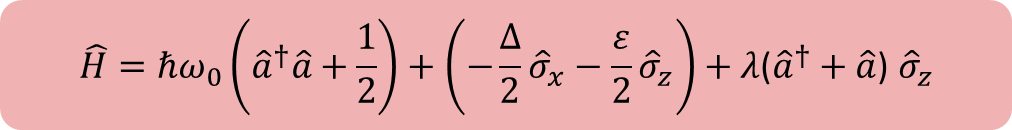 Ĥ = ħω₀(â†â + 1/2) + (−Δ/2 σ̂ₓ − ε/2 σ̂_z) + λ(â† + â) σ̂_z